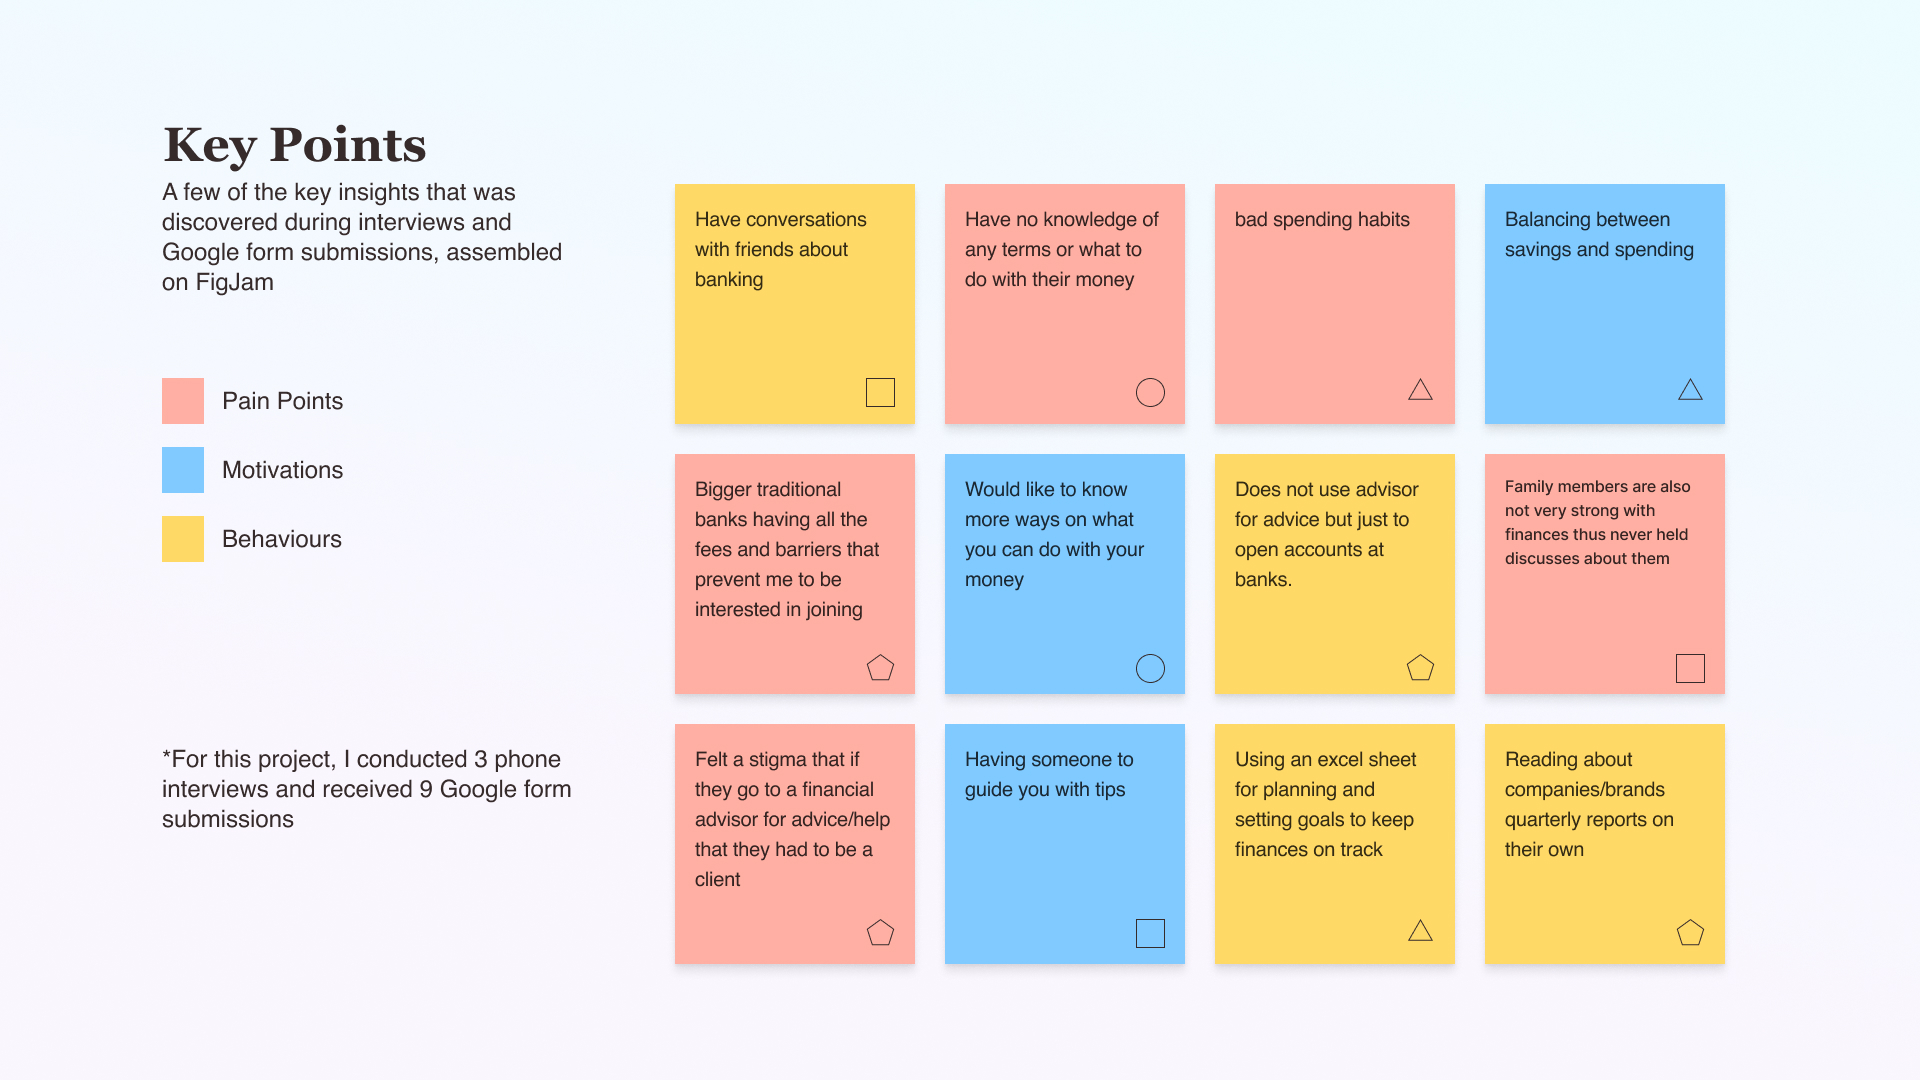 Key Points
A few of the key insights that was
discovered during interviews and
Google form submissions, assembled
on FigJam
Pain Points
Motivations
Behaviours
*For this project, I conducted 3 phone
interviews and received 9 Google form
submissions
Have conversations
with friends about
banking
Have no knowledge of
any terms or what to
do with their money
bad spending habits
Balancing between
savings and spending
Bigger traditional
banks having all the
fees and barriers that
prevent me to be
interested in joining
Would like to know
more ways on what
you can do with your
money
Does not use advisor
for advice but just to
open accounts at
banks.
Family members are also
not very strong with
finances thus never held
discusses about them
Felt a stigma that if
they go to a financial
advisor for advice/help
that they had to be a
client
Having someone to
guide you with tips
Using an excel sheet
for planning and
setting goals to keep
finances on track
Reading about
companies/brands
quarterly reports on
their own